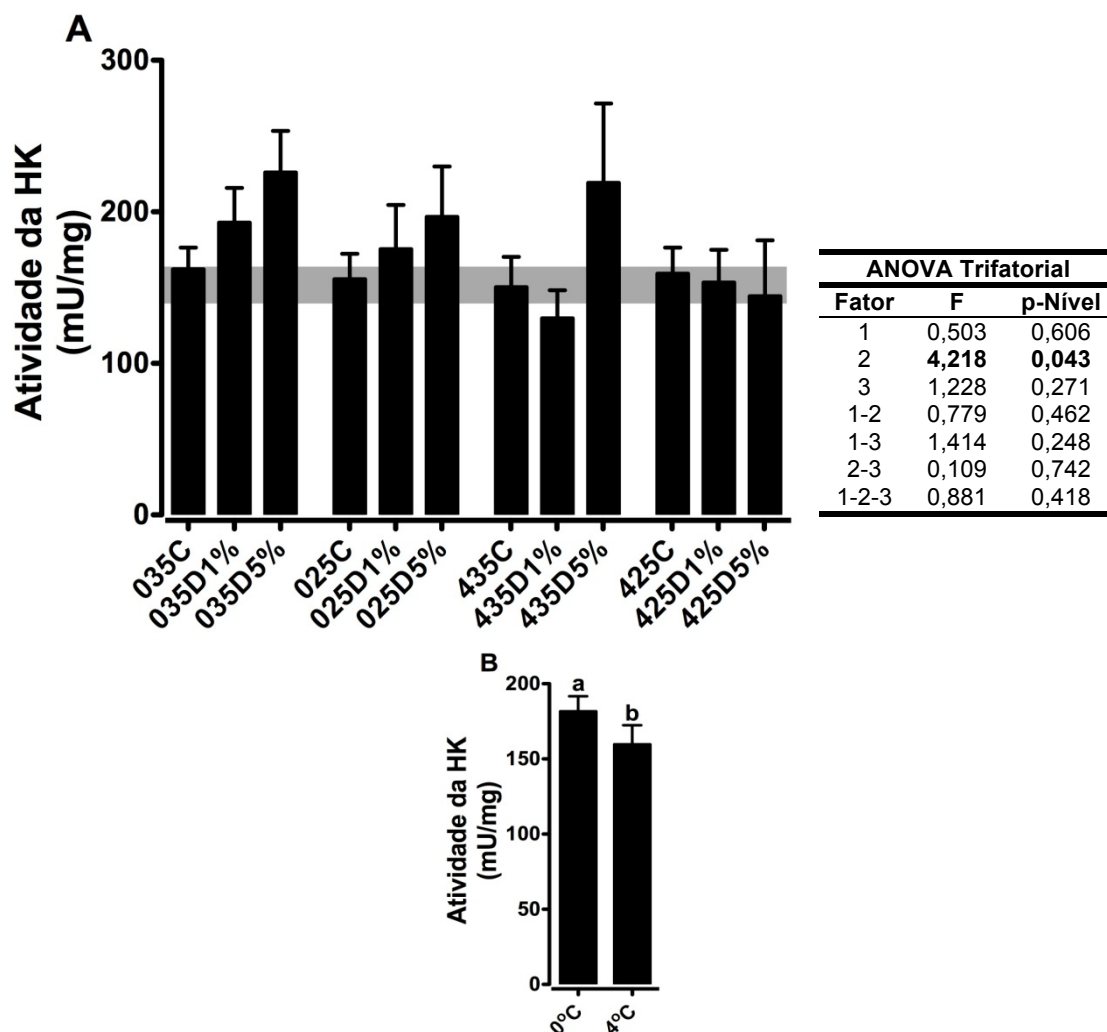 A
Atividade da HK
(mU/mg)
300
200
100
0
035C
035D1%
035D5%
025C
025D1%
025D5%
435C
435D1%
435D5%
425C
425D1%
425D5%
ANOVA Trifatorial
Fator F p-Nível
1 0,503 0,606
2 4,218 0,043
3 1,228 0,271
1-2 0,779 0,462
1-3 1,414 0,248
2-3 0,109 0,742
1-2-3 0,881 0,418
B
Atividade da HK
(mU/mg)
200
150
100
50
0
a
b
0ºC
4ºC